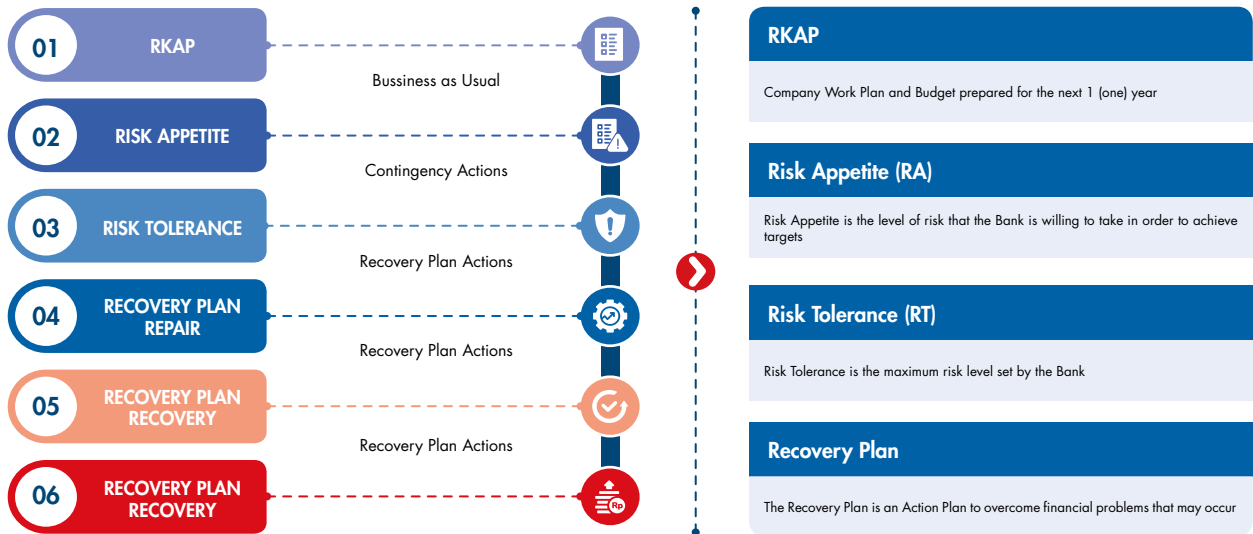 01
RKAP
Bussiness as Usual
02
RISK APPETITE
Contingency Actions
03
RISK TOLERANCE
Recovery Plan Actions
04
RECOVERY PLAN
REPAIR
Recovery Plan Actions
05
RECOVERY PLAN
RECOVERY
Recovery Plan Actions
06
RECOVERY PLAN
RECOVERY
Rp
RKAP
Company Work Plan and Budget prepared for the next 1 (one) year
Risk Appetite (RA)
Risk Appetite is the level of risk that the Bank is willing to take in order to achieve
targets
Risk Tolerance (RT)
Risk Tolerance is the maximum risk level set by the Bank
Recovery Plan
The Recovery Plan is an Action Plan to overcome financial problems that may occur